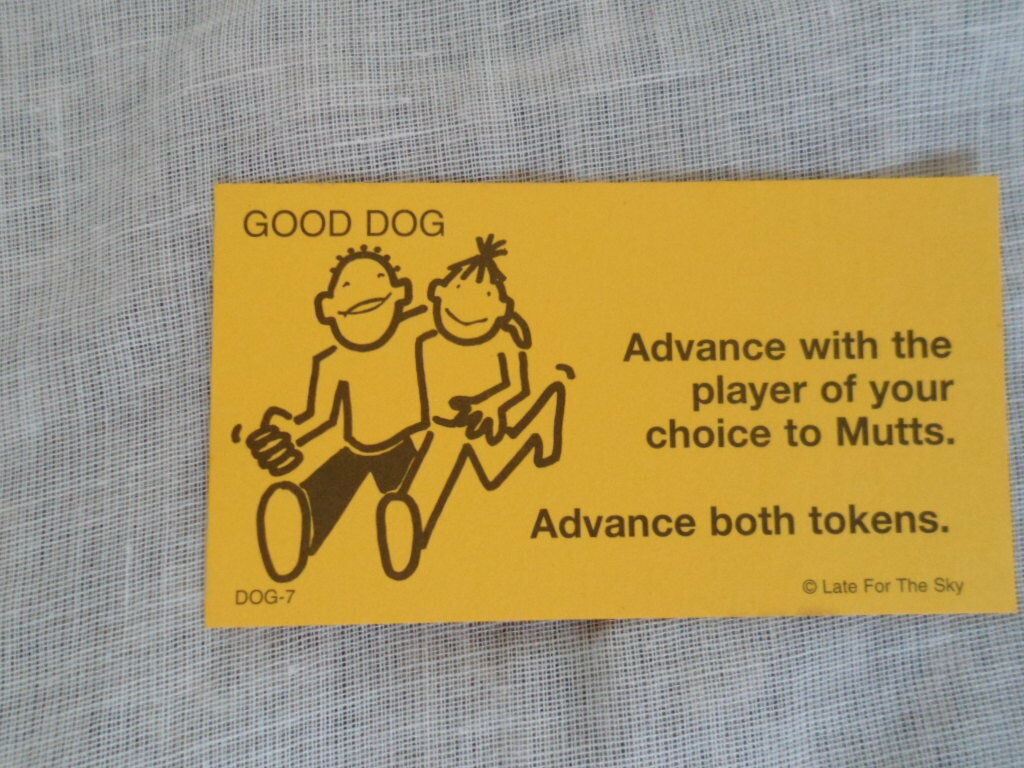 GOOD DOG
Advance with the
player of your
choice to Mutts.
Advance both tokens.
DOG-7
© Late For The Sky